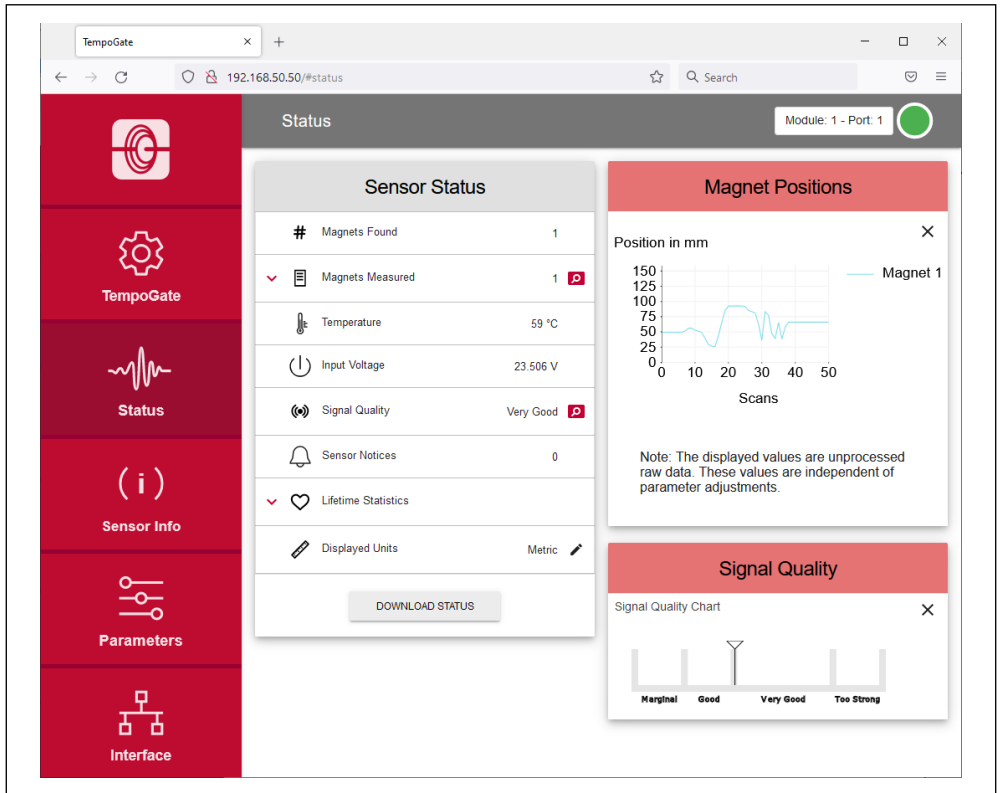 TempoGate
192.168.50.50/#status
Search
Status
Module: 1 - Port: 1
TempoGate
Status
(i)
Sensor Info
Parameters
Interface
Sensor Status
# Magnets Found 1
Magnets Measured 1
Temperature 59 °C
Input Voltage 23.506 V
Signal Quality Very Good
Sensor Notices 0
Lifetime Statistics
Displayed Units Metric
DOWNLOAD STATUS
Magnet Positions
Position in mm
150
125
100
75
50
25
0
0 10 20 30 40 50
Scans
Magnet 1
Note: The displayed values are unprocessed
raw data. These values are independent of
parameter adjustments.
Signal Quality
Signal Quality Chart
Marginal Good Very Good Too Strong